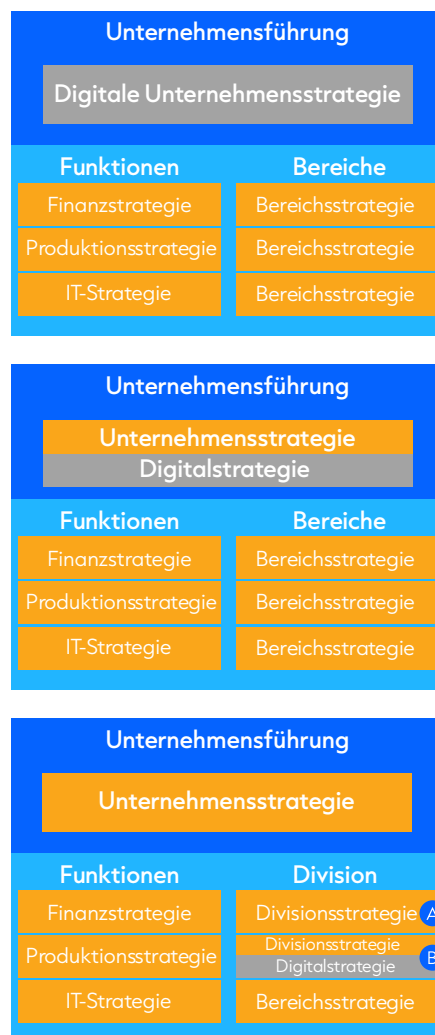 Unternehmensführung
Digitale Unternehmensstrategie
Funktionen
Bereiche
Finanzstrategie
Bereichsstrategie
Produktionsstrategie
Bereichsstrategie
IT-Strategie
Bereichsstrategie
Unternehmensführung
Unternehmensstrategie
Digitalstrategie
Funktionen
Bereiche
Finanzstrategie
Bereichsstrategie
Produktionsstrategie
Bereichsstrategie
IT-Strategie
Bereichsstrategie
Unternehmensführung
Unternehmensstrategie
Funktionen
Division
Finanzstrategie
Divisionsstrategie A
Produktionsstrategie
Divisionsstrategie
Digitalstrategie
B
IT-Strategie
Bereichsstrategie